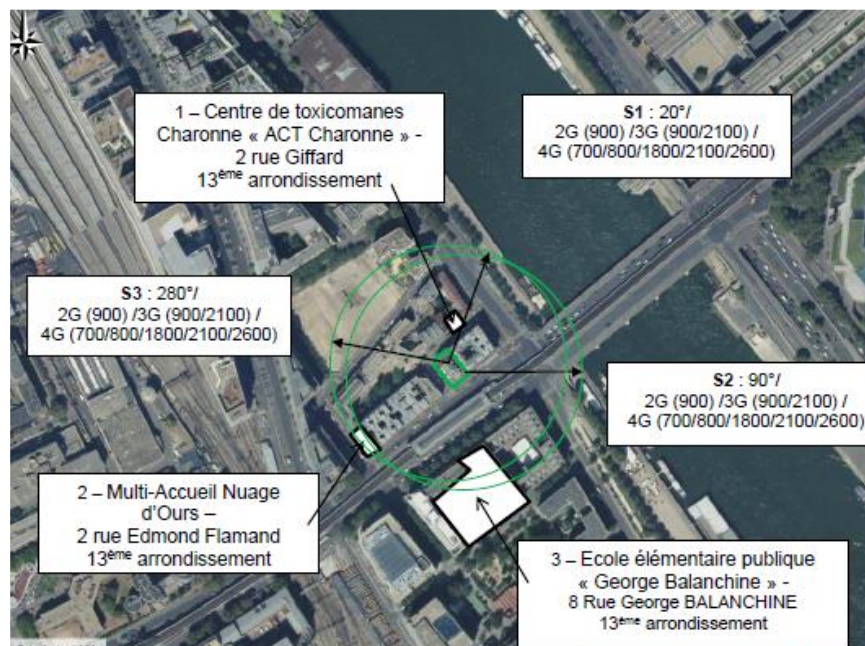 1 – Centre de toxicomanes
Charonne « ACT Charonne » -
2 rue Giffard
13ème arrondissement
S1 : 20°/
2G (900) /3G (900/2100) /
4G (700/800/1800/2100/2600)
S3 : 280°/
2G (900) /3G (900/2100) /
4G (700/800/1800/2100/2600)
S2 : 90°/
2G (900) /3G (900/2100) /
4G (700/800/1800/2100/2600)
2 – Multi-Accueil Nuage
d'Ours –
2 rue Edmond Flamand
13ème arrondissement
3 – Ecole élémentaire publique
« George Balanchine » -
8 Rue George BALANCHINE
13ème arrondissement